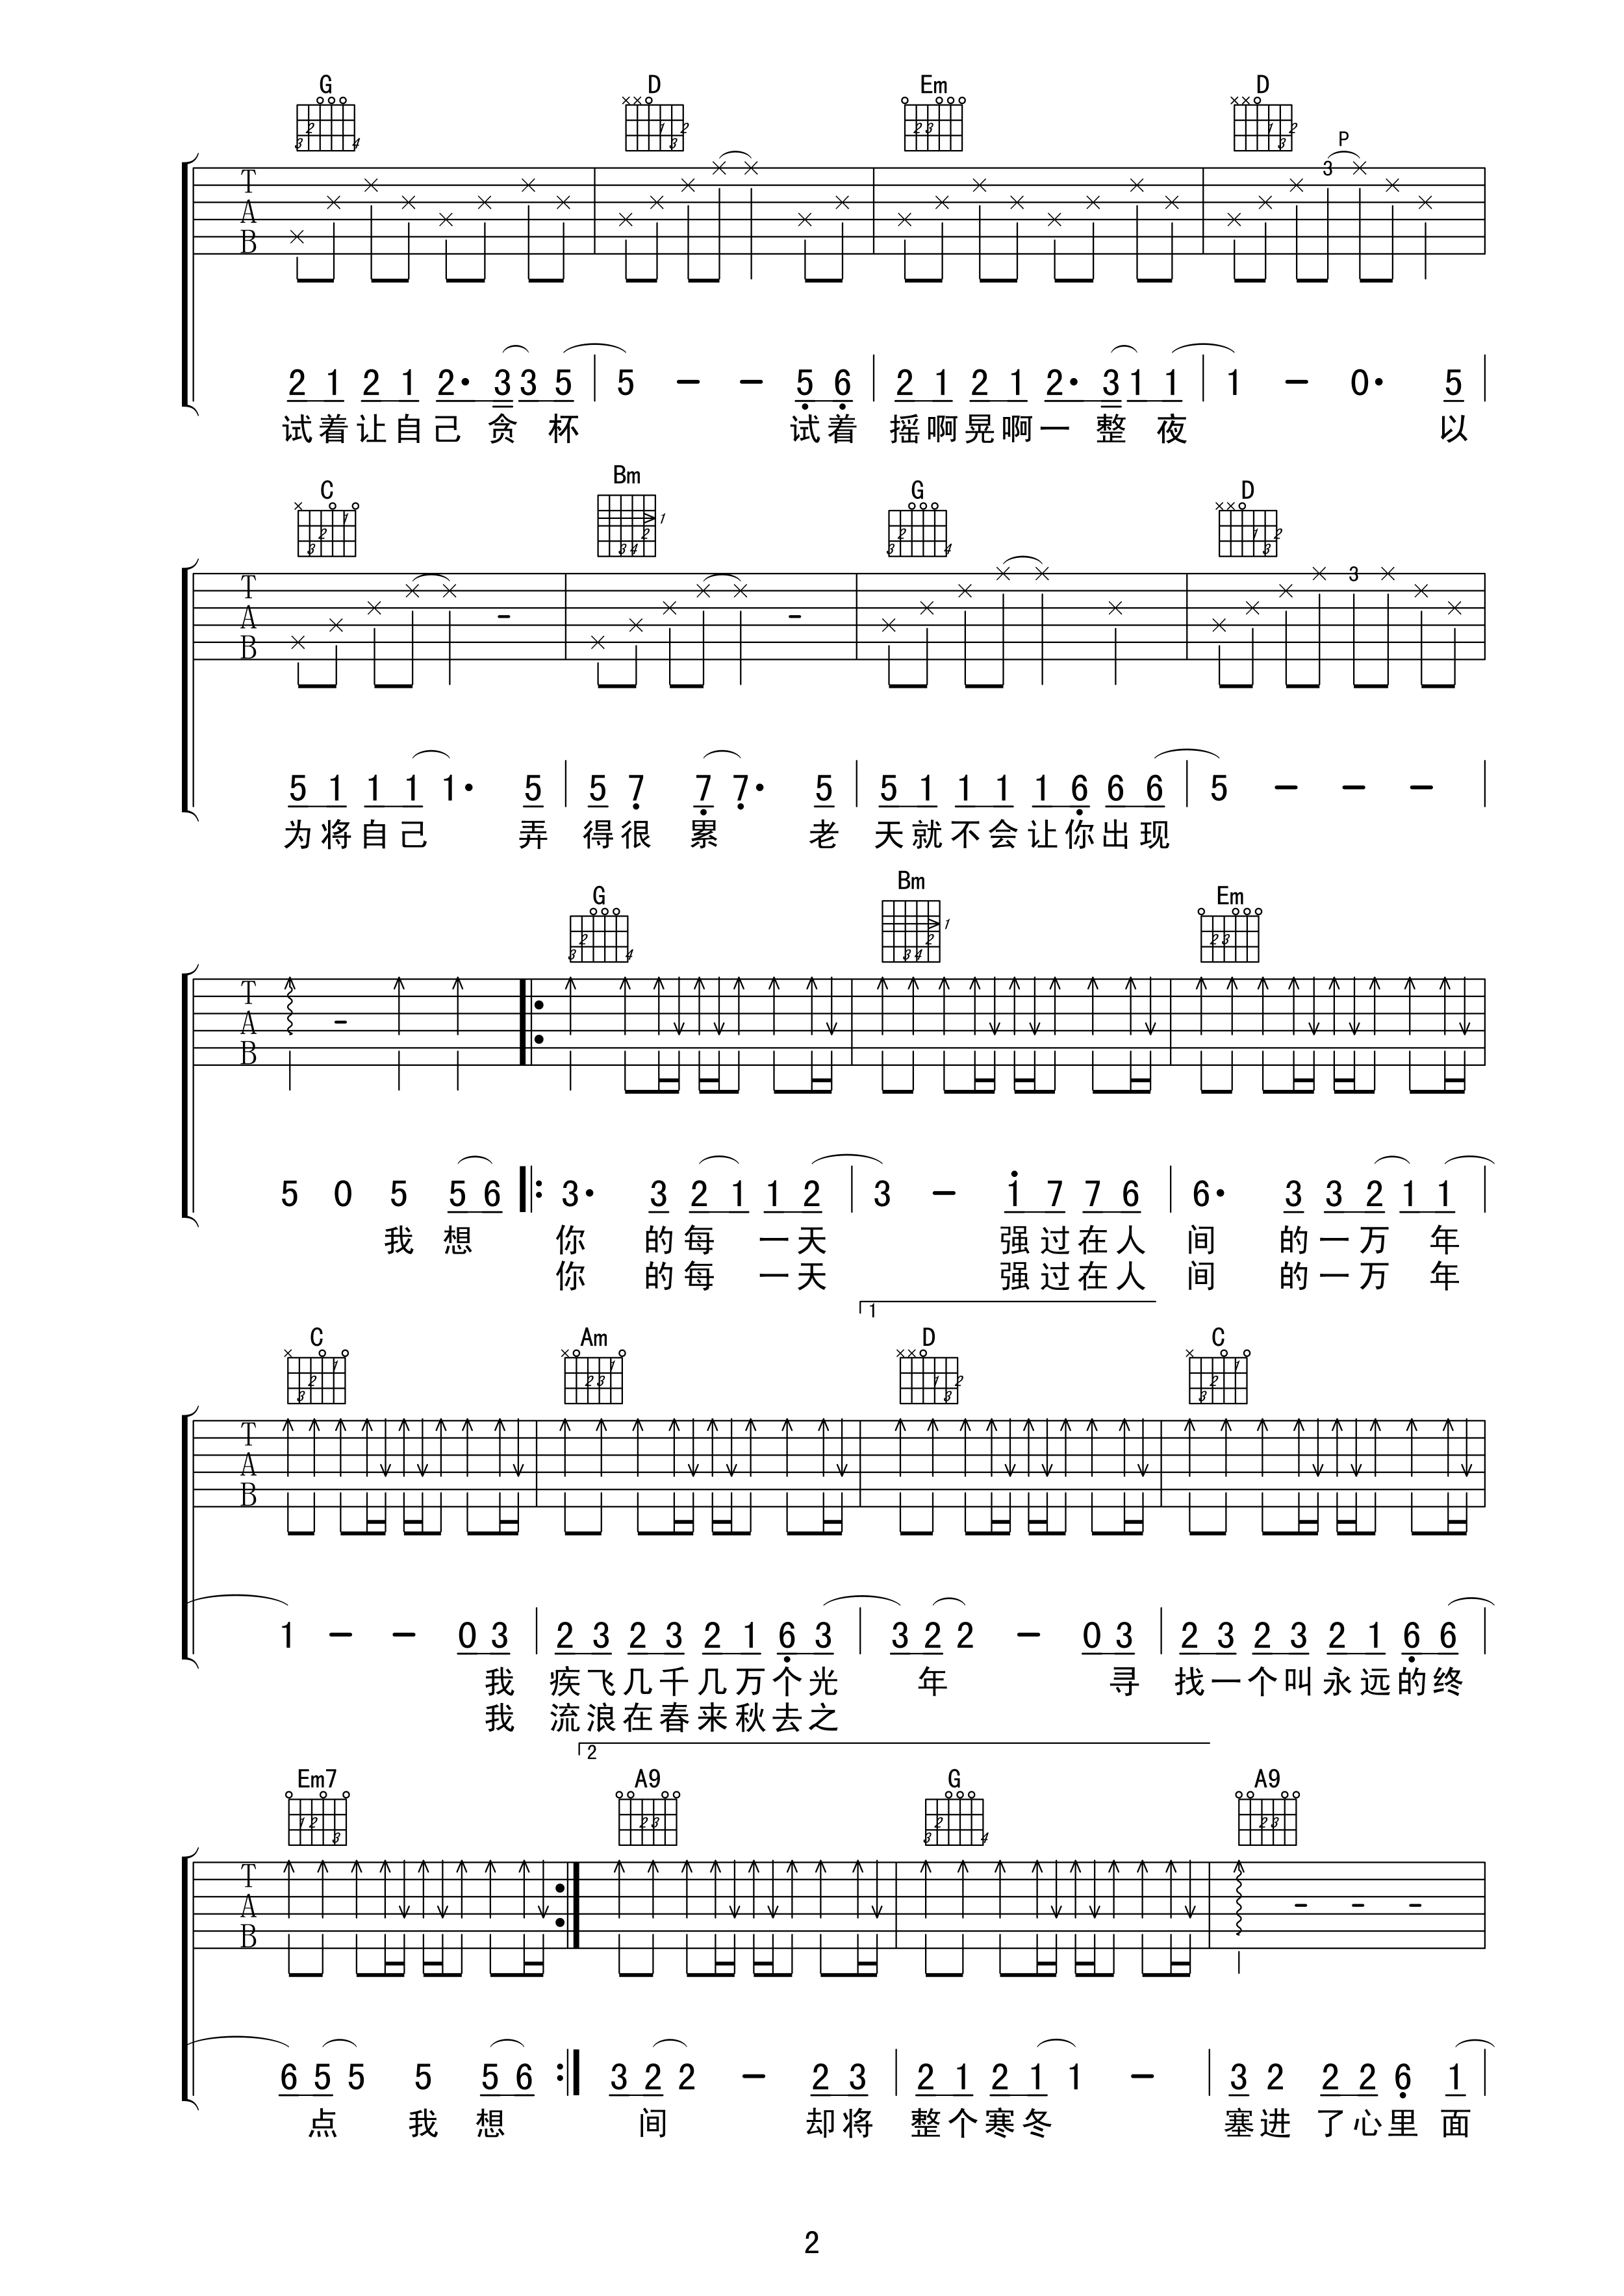 G D Em D
P
3
T
A
B
2 1 2 1 2· 3 3 5 | 5 – – 5 6 | 2 1 2 1 2· 3 1 1 | 1 – 0· 5 |
试着让自己 贪 杯 试着 摇啊晃啊一 整 夜 以
C Bm G D
3
T
A
B
5 1 1 1 1· 5 | 5 7 7 7· 5 | 5 1 1 1 1 6 6 6 | 5 – – – |
为将自己 弄 得很 累 老 天就不会让你出现
G Bm Em
T
A
B
5 0 5 5 6 |: 3· 3 2 1 1 2 | 3 – 1 7 7 6 | 6· 3 3 2 1 1 |
我 想 你 的每 一天 强过在人 间 的一万 年
你 的每 一天 强过在人 间 的一万 年
1
C Am D C
T
A
B
1 – – 0 3 | 2 3 2 3 2 1 6 3 | 3 2 2 – 0 3 | 2 3 2 3 2 1 6 6 |
我 疾飞几千几万个光 年 寻 找一个叫永远的终
我 流浪在春来秋去之
2
Em7 A9 G A9
T
A
B
6 5 5 5 5 6 :| 3 2 2 – 2 3 | 2 1 2 1 1 – | 3 2 2 2 6 1 |
点 我 想 间 却将 整个寒冬 塞进 了心里 面
2